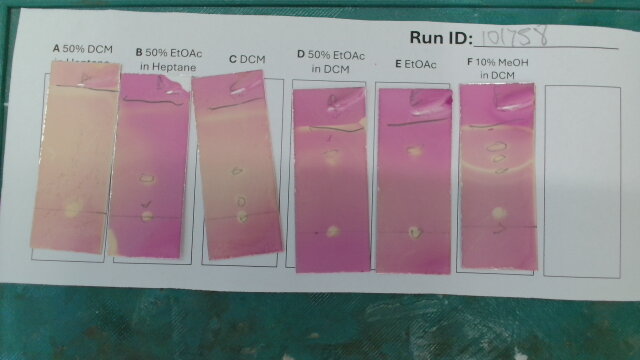 Run ID: 101758
A 50% DCM
in Heptane
B 50% EtOAc
in Heptane
C DCM
D 50% EtOAc
in DCM
E EtOAc
F 10% MeOH
in DCM